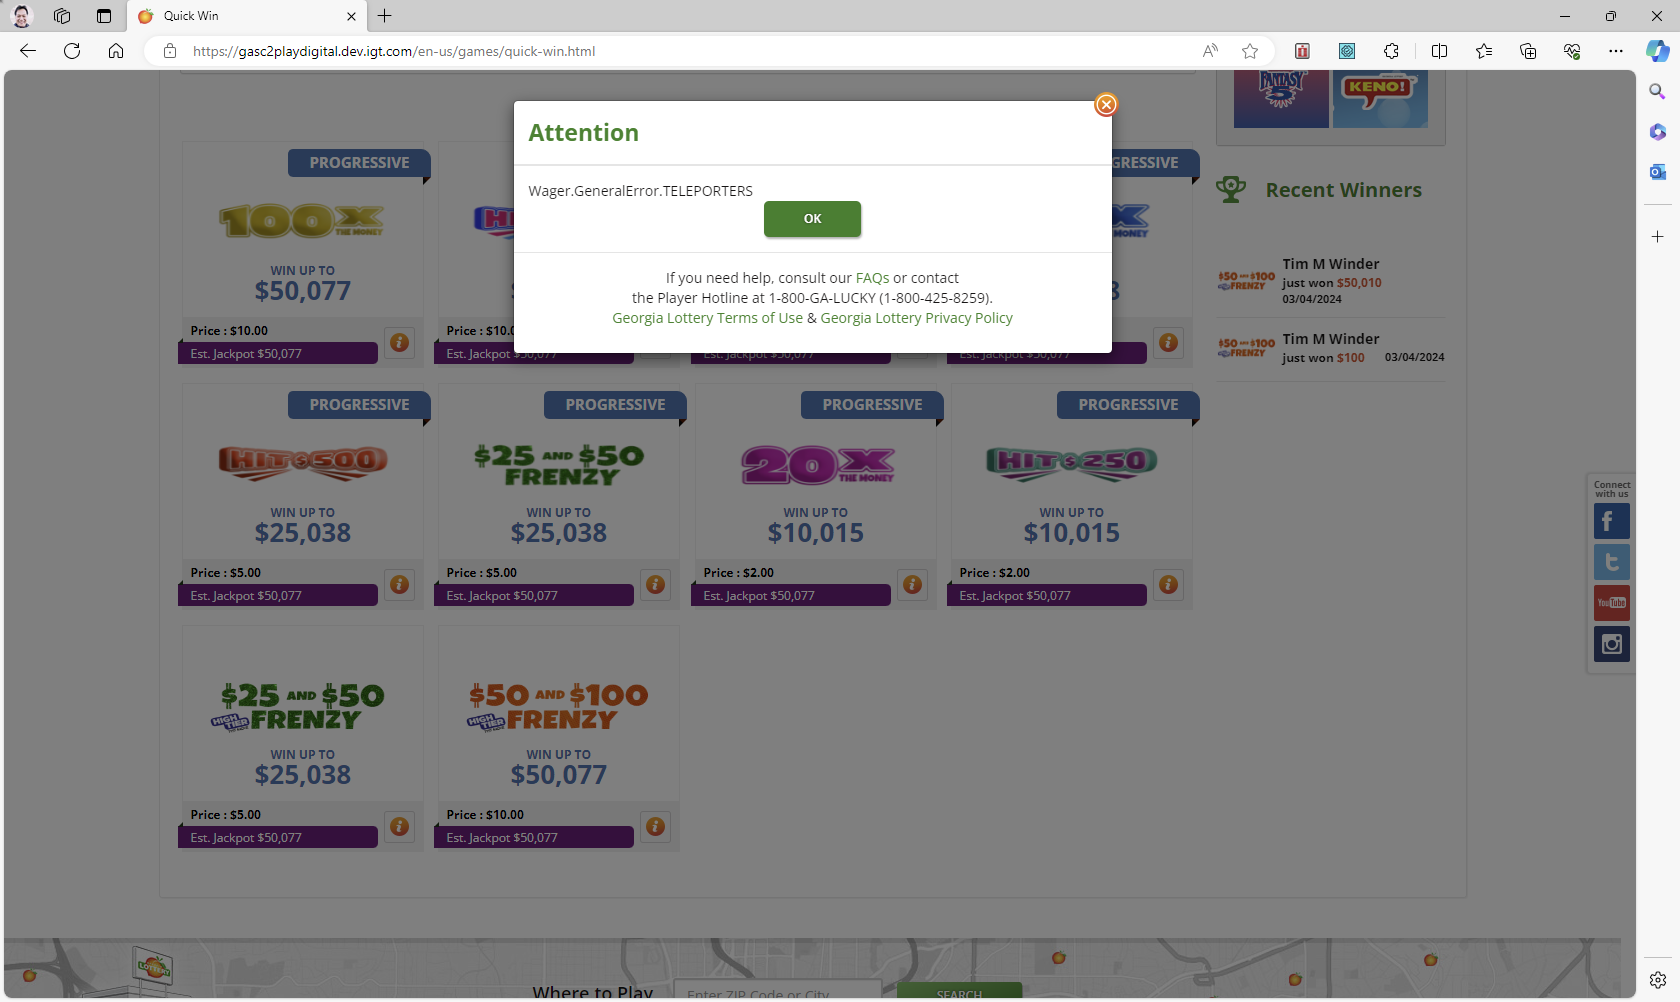 Quick Win
https://gasc2playdigital.dev.igt.com/en-us/games/quick-win.html
FANTASY
KENO!
Attention
Wager.GeneralError.TELEPORTERS
OK
If you need help, consult our FAQs or contact
the Player Hotline at 1-800-GA-LUCKY (1-800-425-8259).
Georgia Lottery Terms of Use & Georgia Lottery Privacy Policy
PROGRESSIVE
100X
THE MONEY
WIN UP TO
$50,077
Price : $10.00
Est. Jackpot $50,077
Price : $10.0
Est. Jackpot $50,077
Est. Jackpot $50,077
GRESSIVE
Est. Jackpot $50,077
Recent Winners
$50 AND $100
FRENZY
Tim M Winder
just won $50,010
03/04/2024
$50 AND $100
FRENZY
Tim M Winder
just won $100 03/04/2024
PROGRESSIVE
HIT $500
WIN UP TO
$25,038
Price : $5.00
Est. Jackpot $50,077
PROGRESSIVE
$25 AND $50
FRENZY
WIN UP TO
$25,038
Price : $5.00
Est. Jackpot $50,077
PROGRESSIVE
20X
THE MONEY
WIN UP TO
$10,015
Price : $2.00
Est. Jackpot $50,077
PROGRESSIVE
HIT $250
WIN UP TO
$10,015
Price : $2.00
Est. Jackpot $50,077
$25 AND $50
HIGH TIER
FRENZY
WIN UP TO
$25,038
Price : $5.00
Est. Jackpot $50,077
$50 AND $100
HIGH TIER
FRENZY
WIN UP TO
$50,077
Price : $10.00
Est. Jackpot $50,077
Connect
with us
YouTube
LOTTERY
Where to Play
Enter ZIP Code or City
SEARCH